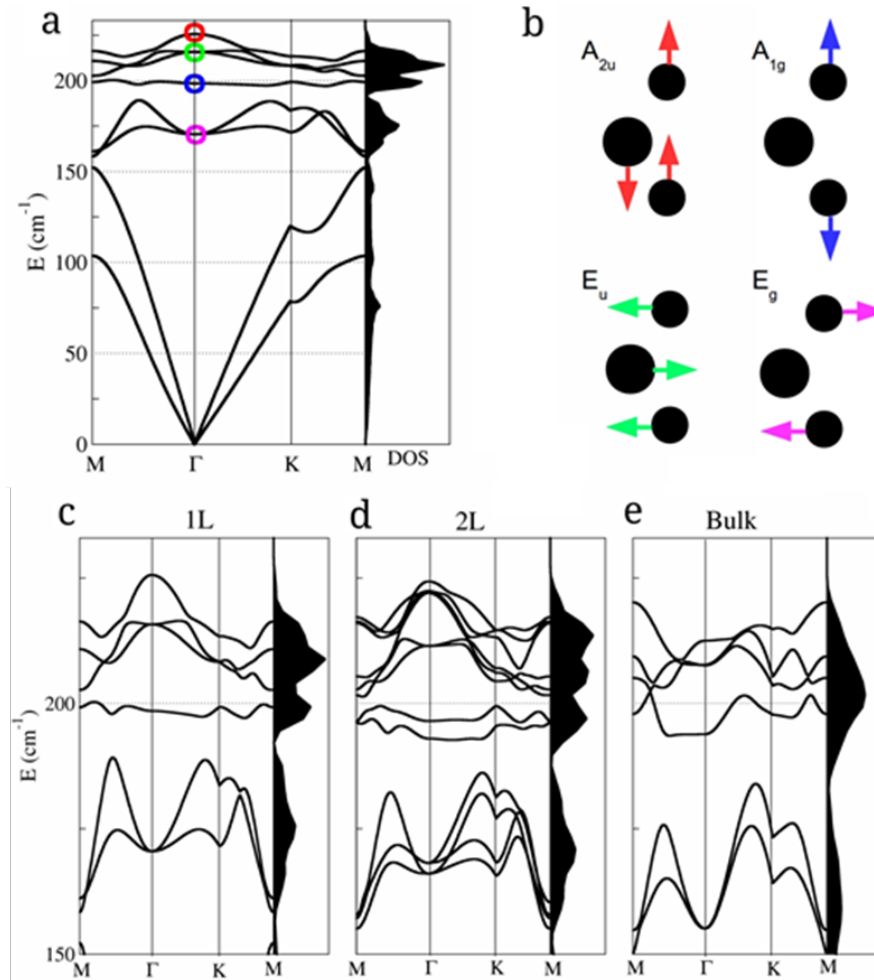 a
E (cm-1)
200
150
100
50
0
M Γ K M DOS
b
A2u
A1g
Eu
Eg
c 1L
d 2L
e Bulk
E (cm-1)
200
150
M Γ K M
M Γ K M
M Γ K M